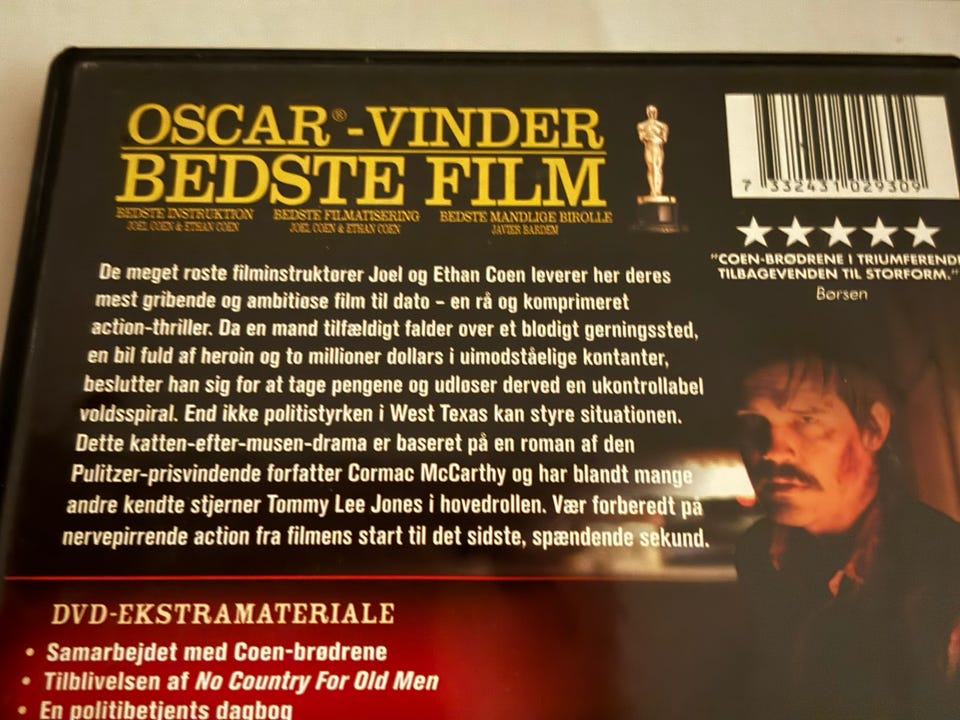 OSCAR®-VINDER
BEDSTE FILM
BEDSTE INSTRUKTION BEDSTE FILMATISERING BEDSTE MANDLIGE BIROLLE
JOEL COEN & ETHAN COEN JOEL COEN & ETHAN COEN JAVIER BARDEM
7 332431 029309
"COEN-BRØDRENE I TRIUMFERENDE
TILBAGEVENDEN TIL STORFORM."
Børsen
De meget roste filminstruktører Joel og Ethan Coen leverer her deres
mest gribende og ambitiøse film til dato – en rå og komprimeret
action-thriller. Da en mand tilfældigt falder over et blodigt gerningssted,
en bil fuld af heroin og to millioner dollars i uimodståelige kontanter,
beslutter han sig for at tage pengene og udløser derved en ukontrollabel
voldsspiral. End ikke politistyrken i West Texas kan styre situationen.
Dette katten-efter-musen-drama er baseret på en roman af den
Pulitzer-prisvindende forfatter Cormac McCarthy og har blandt mange
andre kendte stjerner Tommy Lee Jones i hovedrollen. Vær forberedt på
nervepirrende action fra filmens start til det sidste, spændende sekund.
DVD-EKSTRAMATERIALE
• Samarbejdet med Coen-brødrene
• Tilblivelsen af No Country For Old Men
• En politibetjents dagbog